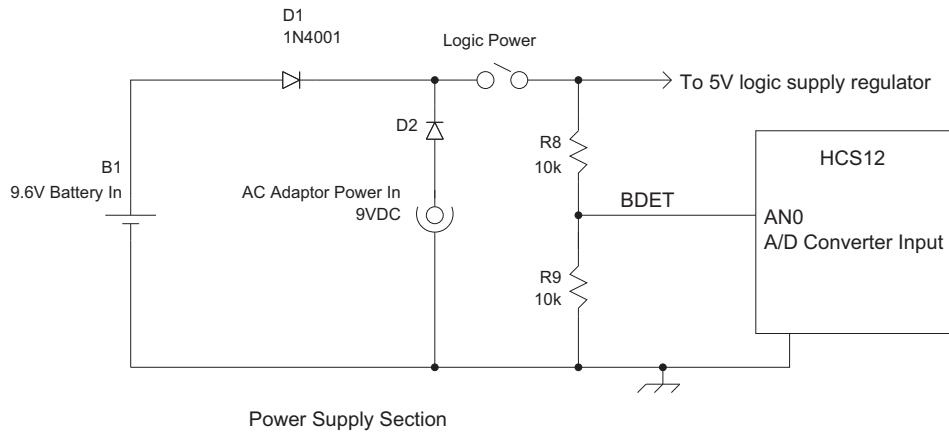 D1
1N4001
Logic Power
To 5V logic supply regulator
D2
R8
10k
HCS12
B1
9.6V Battery In
AC Adaptor Power In
9VDC
BDET
AN0
A/D Converter Input
R9
10k
Power Supply Section